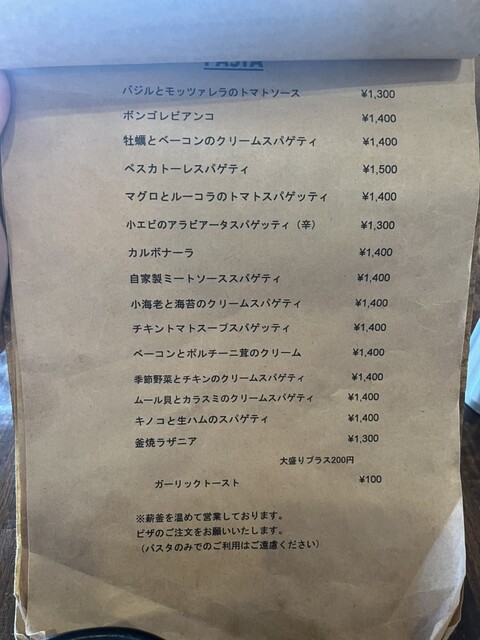 PASTA
バジルとモッツァレラのトマトソース ¥1,300
ボンゴレビアンコ ¥1,400
牡蠣とベーコンのクリームスパゲティ ¥1,400
ペスカトーレスパゲティ ¥1,500
マグロとルーコラのトマトスパゲッティ ¥1,400
小エビのアラビアータスパゲッティ（辛） ¥1,300
カルボナーラ ¥1,400
自家製ミートソーススパゲティ ¥1,400
小海老と海苔のクリームスパゲティ ¥1,400
チキントマトスープスパゲッティ ¥1,400
ベーコンとポルチーニ茸のクリーム ¥1,400
季節野菜とチキンのクリームスパゲティ ¥1,400
ムール貝とカラスミのクリームスパゲティ ¥1,400
キノコと生ハムのスパゲティ ¥1,400
釜焼ラザニア ¥1,300
大盛りプラス200円
ガーリックトースト ¥100
※薪釜を温めて営業しております。
ピザのご注文をお願いいたします。
（パスタのみでのご利用はご遠慮ください）